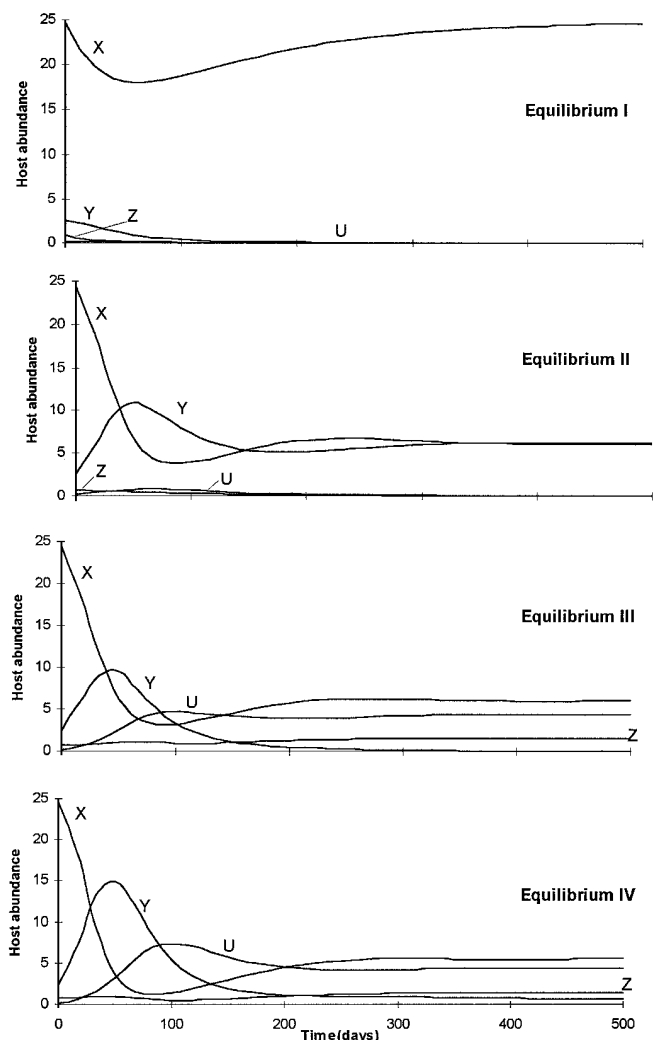 25
20
15
10
5
0
Host abundance
X
Y
Z
U
Equilibrium I
25
20
15
10
5
0
Host abundance
X
Y
Z
U
Equilibrium II
25
20
15
10
5
0
Host abundance
X
Y
U
Z
Equilibrium III
25
20
15
10
5
0
Host abundance
X
Y
U
Z
Equilibrium IV
0 100 200 300 400 500
Time(days)